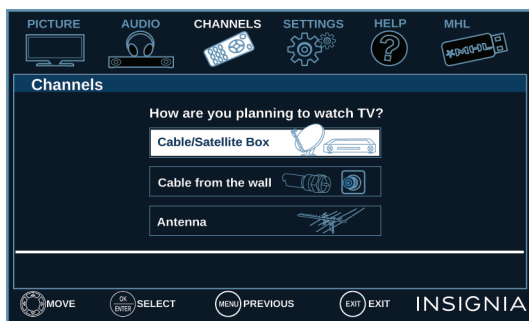 PICTURE AUDIO CHANNELS SETTINGS HELP MHL
MHL
Channels
How are you planning to watch TV?
Cable/Satellite Box
Cable from the wall
Antenna
MOVE OK ENTER SELECT MENU PREVIOUS EXIT EXIT INSIGNIA